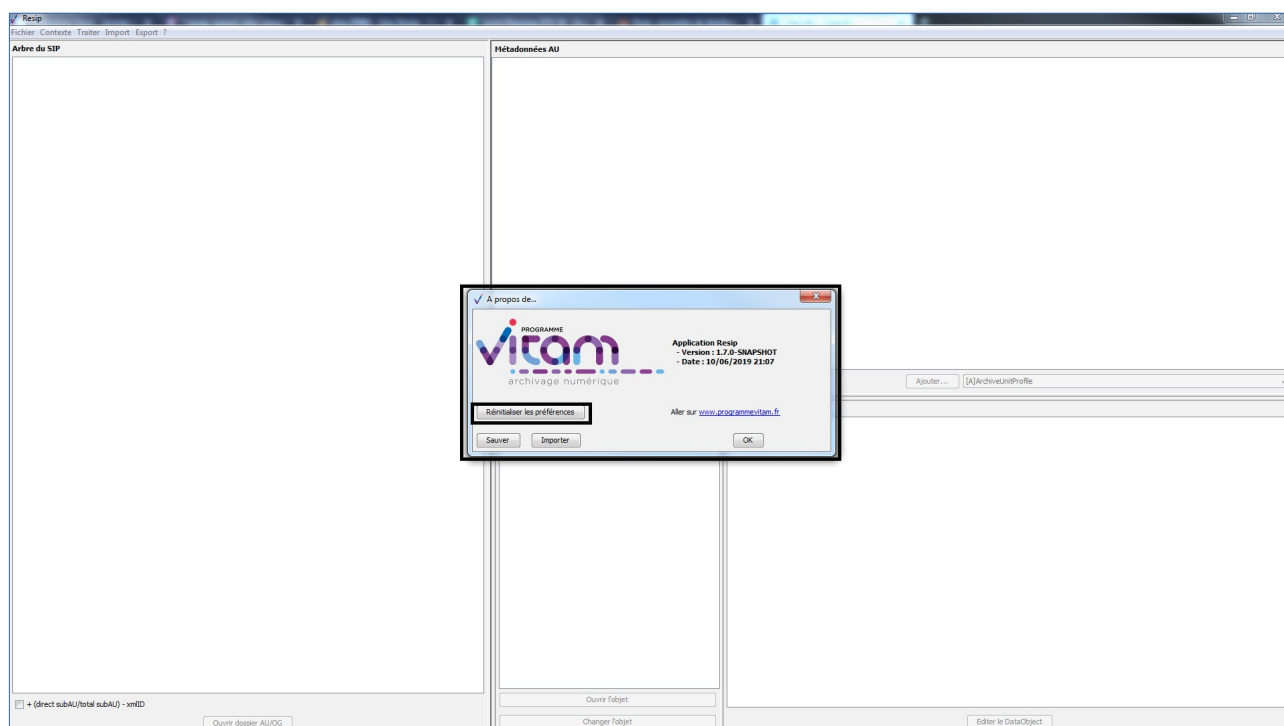 Resip
Fichier Contexte Traiter Import Export ?
Arbre du SIP
Métadonnées AU
A propos de...
PROGRAMME
vitam
archivage numérique
Application Resip
- Version : 1.7.0-SNAPSHOT
- Date : 10/06/2019 21:07
Réinitialiser les préférences
Aller sur www.programmevitam.fr
Sauver
Importer
OK
Ajouter...
[A]ArchiveUnitProfile
+ (direct subAU/total subAU) - xmlID
Ouvrir dossier AU/OG
Ouvrir l'objet
Changer l'objet
Editer le DataObject